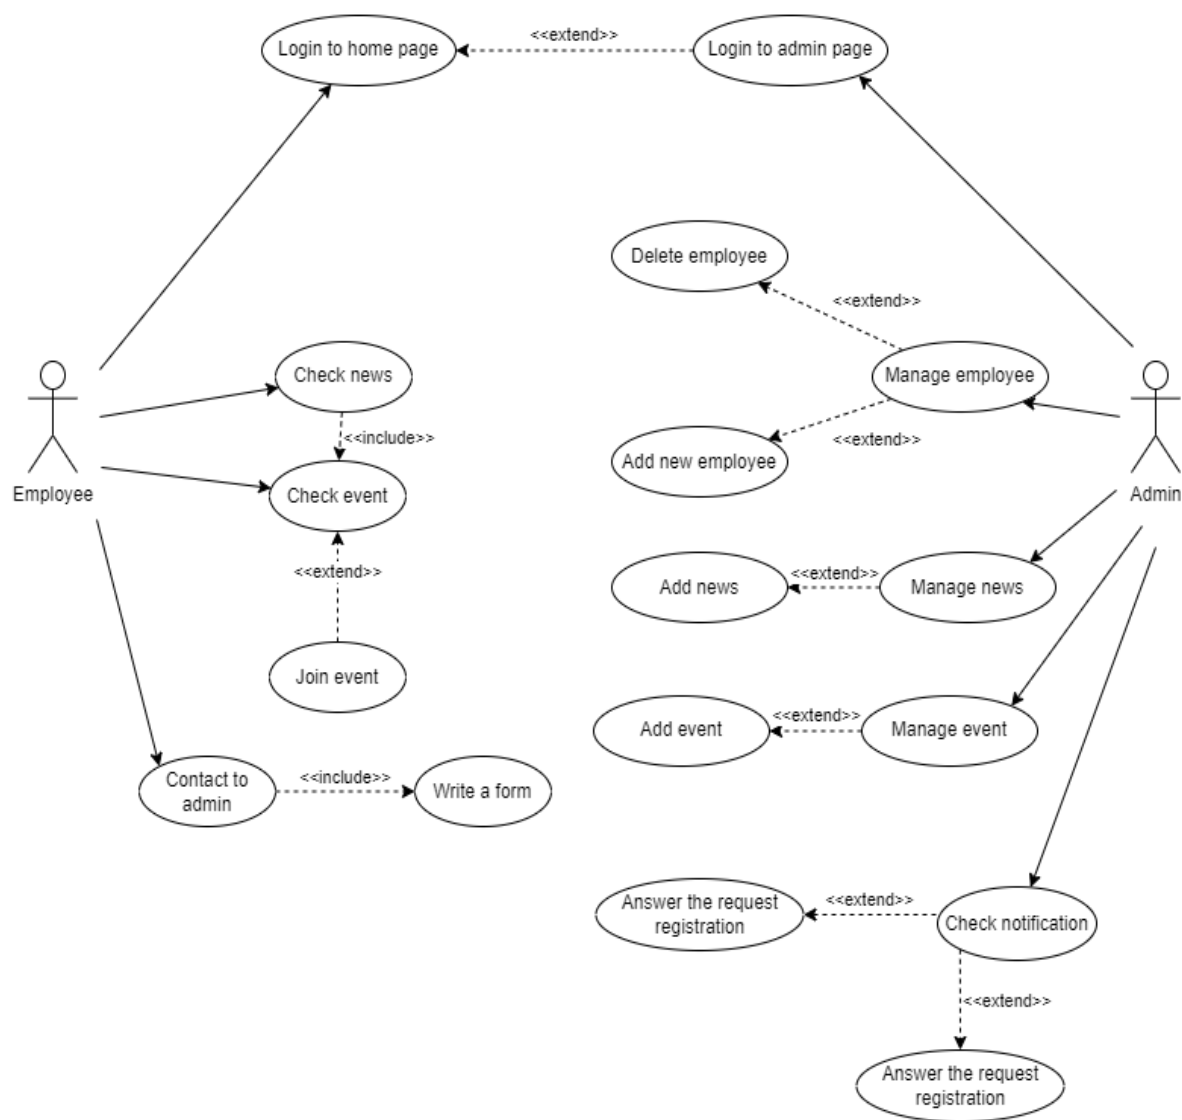 Login to home page
<<extend>>
Login to admin page
Delete employee
<<extend>>
Check news
Manage employee
<<include>>
<<extend>>
Add new employee
Employee
Check event
Admin
<<extend>>
Add news
<<extend>>
Manage news
Join event
Add event
<<extend>>
Manage event
Contact to
admin
<<include>>
Write a form
Answer the request
registration
<<extend>>
Check notification
<<extend>>
Answer the request
registration